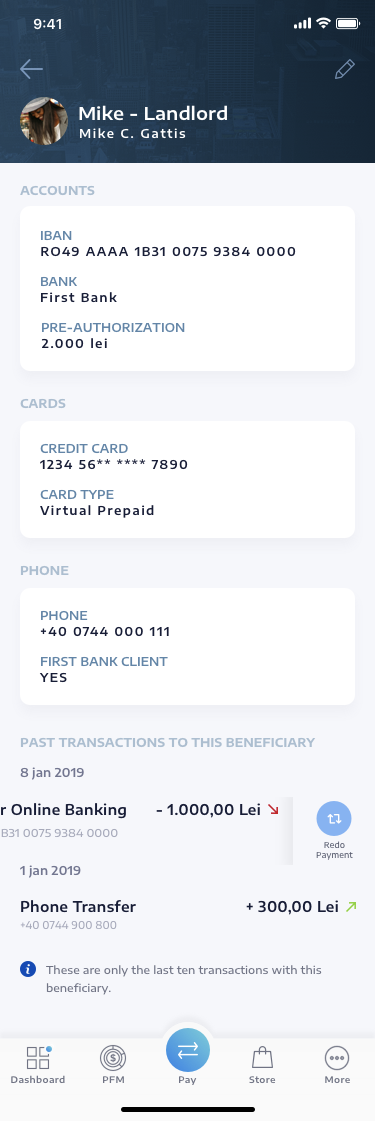 9:41
Mike - Landlord
Mike C. Gattis
ACCOUNTS
IBAN
RO49 AAAA 1B31 0075 9384 0000
BANK
First Bank
PRE-AUTHORIZATION
2.000 lei
CARDS
CREDIT CARD
1234 56** **** 7890
CARD TYPE
Virtual Prepaid
PHONE
PHONE
+40 0744 000 111
FIRST BANK CLIENT
YES
PAST TRANSACTIONS TO THIS BENEFICIARY
8 jan 2019
r Online Banking - 1.000,00 Lei
B31 0075 9384 0000
Redo
Payment
1 jan 2019
Phone Transfer + 300,00 Lei
+40 0744 900 800
These are only the last ten transactions with this
beneficiary.
Dashboard PFM Pay Store More